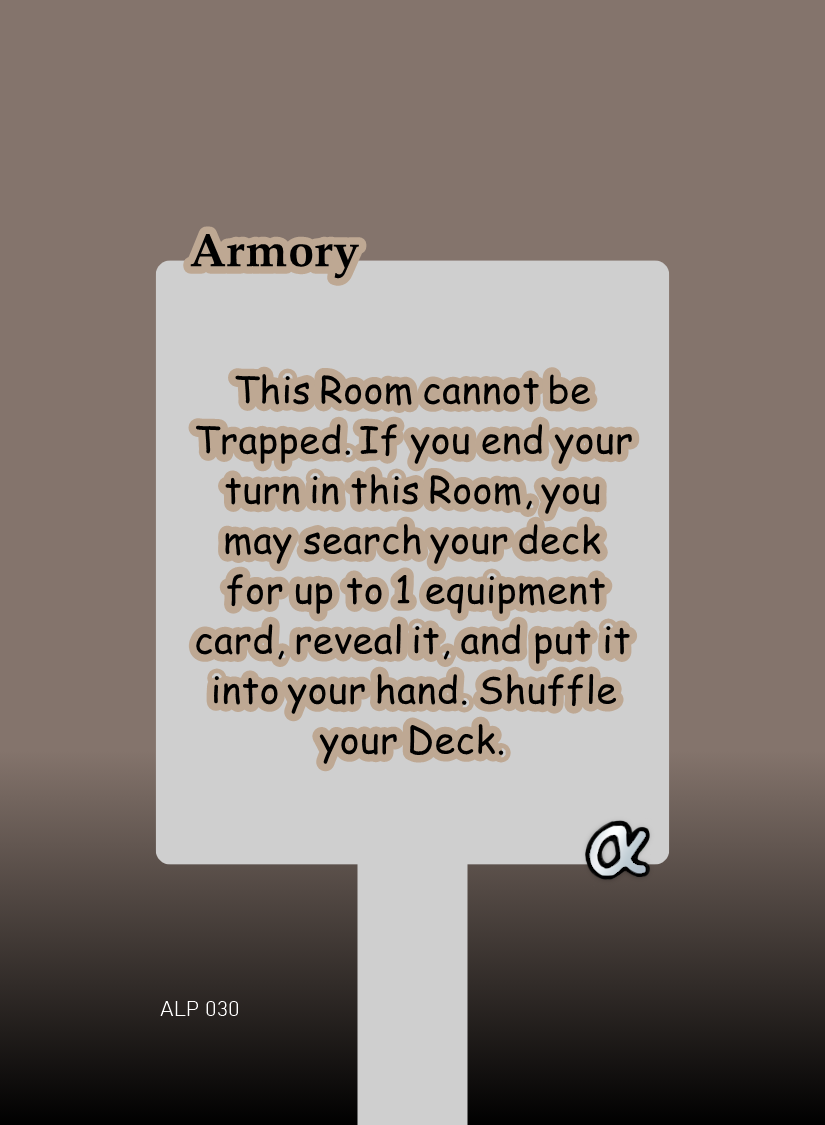 Armory
This Room cannot be
Trapped. If you end your
turn in this Room, you
may search your deck
for up to 1 equipment
card, reveal it, and put it
into your hand. Shuffle
your Deck.
α
ALP 030